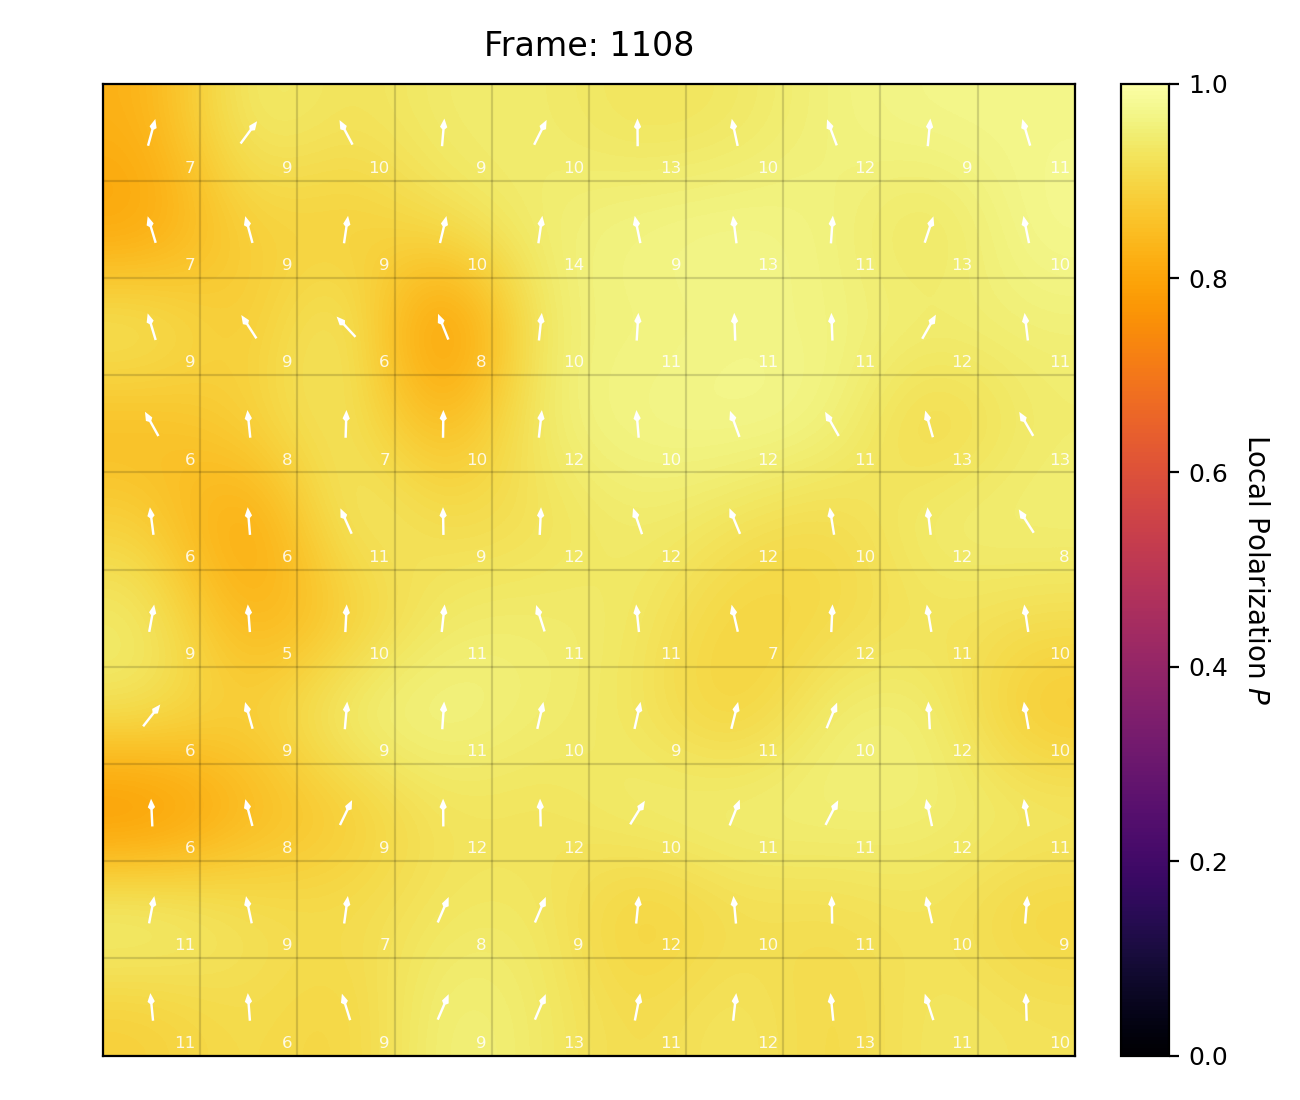 Frame: 1108
7 9 10 9 10 13 10 12 9 11
7 9 9 10 14 9 13 11 13 10
9 9 6 8 10 11 11 11 12 11
6 8 7 10 12 10 12 11 13 13
6 6 11 9 12 12 12 10 12 8
9 5 10 11 11 11 7 12 11 10
6 9 9 11 10 9 11 10 12 10
6 8 9 12 12 10 11 11 12 11
11 9 7 8 9 12 10 11 10 9
11 6 9 9 13 11 12 13 11 10
1.0
0.8
0.6
0.4
0.2
0.0
Local Polarization P